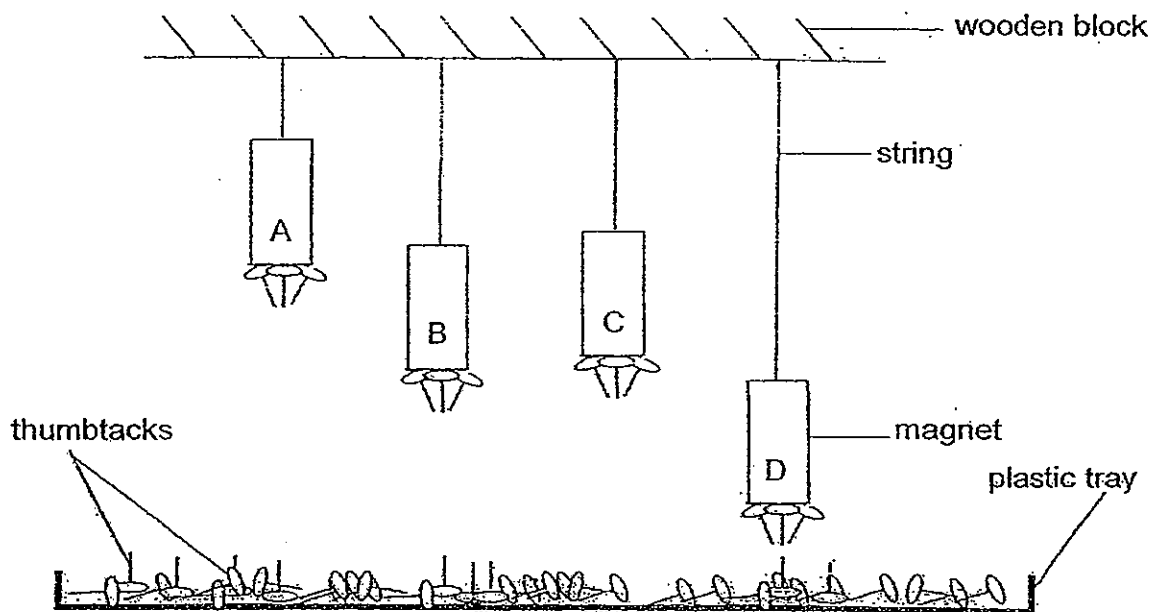 wooden block
string
A
B
C
thumbtacks
magnet
D
plastic tray